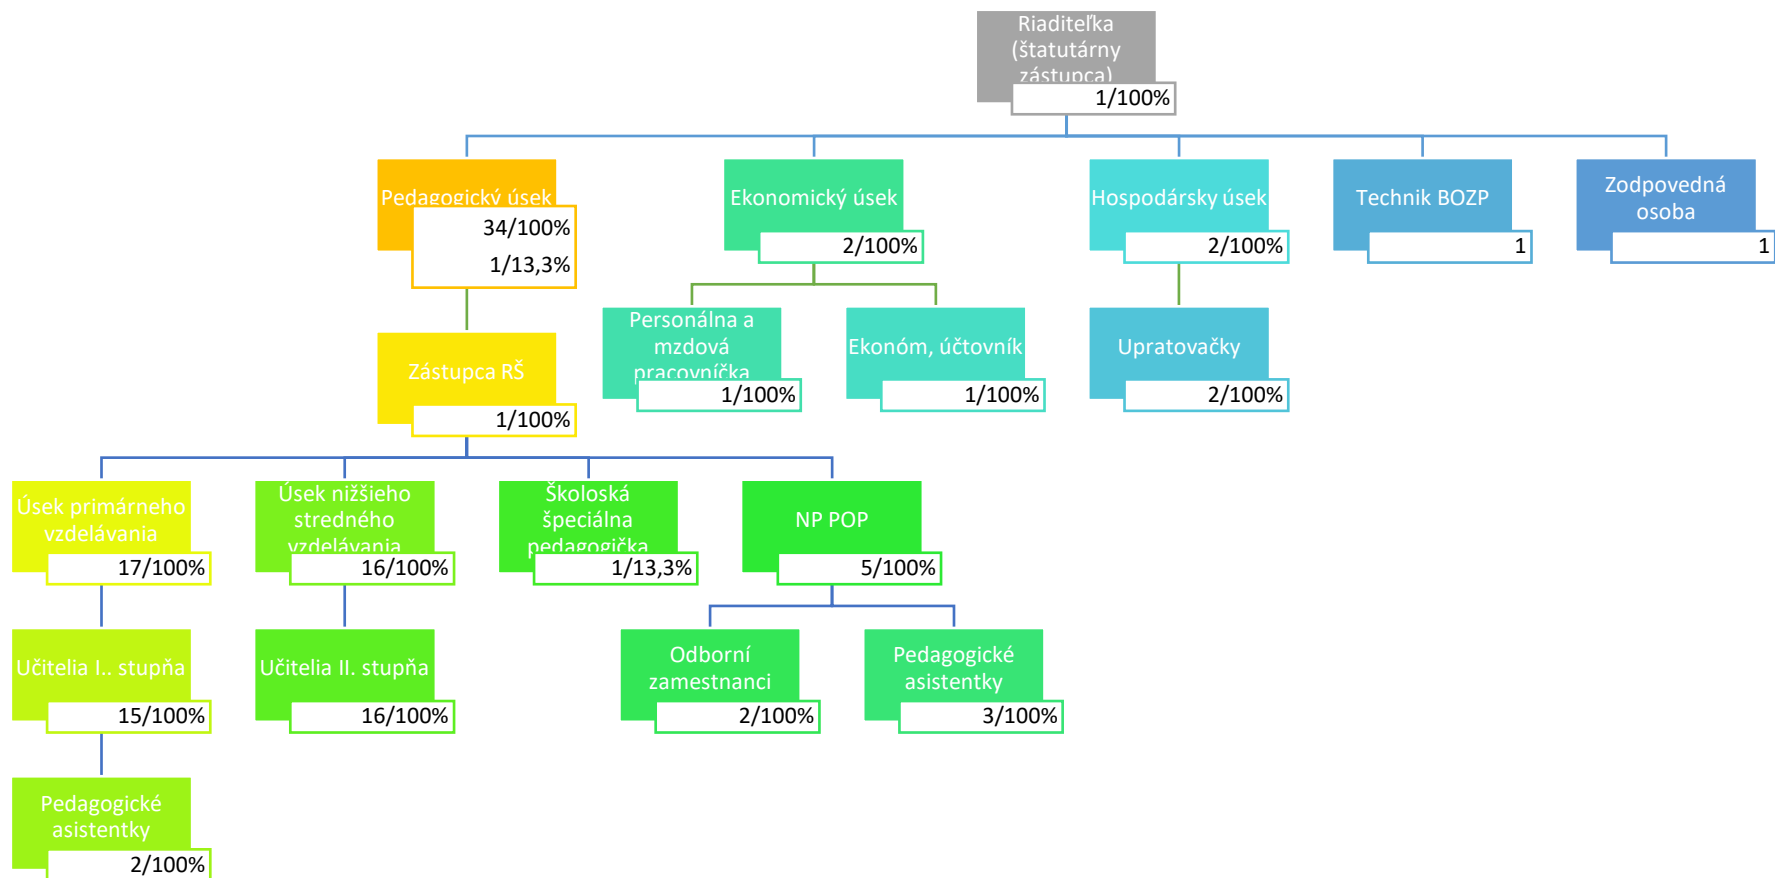 Riaditeľka
(štatutárny
zástupca)
1/100%
Pedagogický úsek
34/100%
1/13,3%
Ekonomický úsek
2/100%
Hospodársky úsek
2/100%
Technik BOZP
1
Zodpovedná
osoba
1
Zástupca RŠ
1/100%
Personálna a
mzdová
pracovníčka
1/100%
Ekonóm, účtovník
1/100%
Upratovačky
2/100%
Úsek primárneho
vzdelávania
17/100%
Úsek nižšieho
stredného
vzdelávania
16/100%
Školoská
špeciálna
pedagogička
1/13,3%
NP POP
5/100%
Učitelia I.. stupňa
15/100%
Učitelia II. stupňa
16/100%
Odborní
zamestnanci
2/100%
Pedagogické
asistentky
3/100%
Pedagogické
asistentky
2/100%